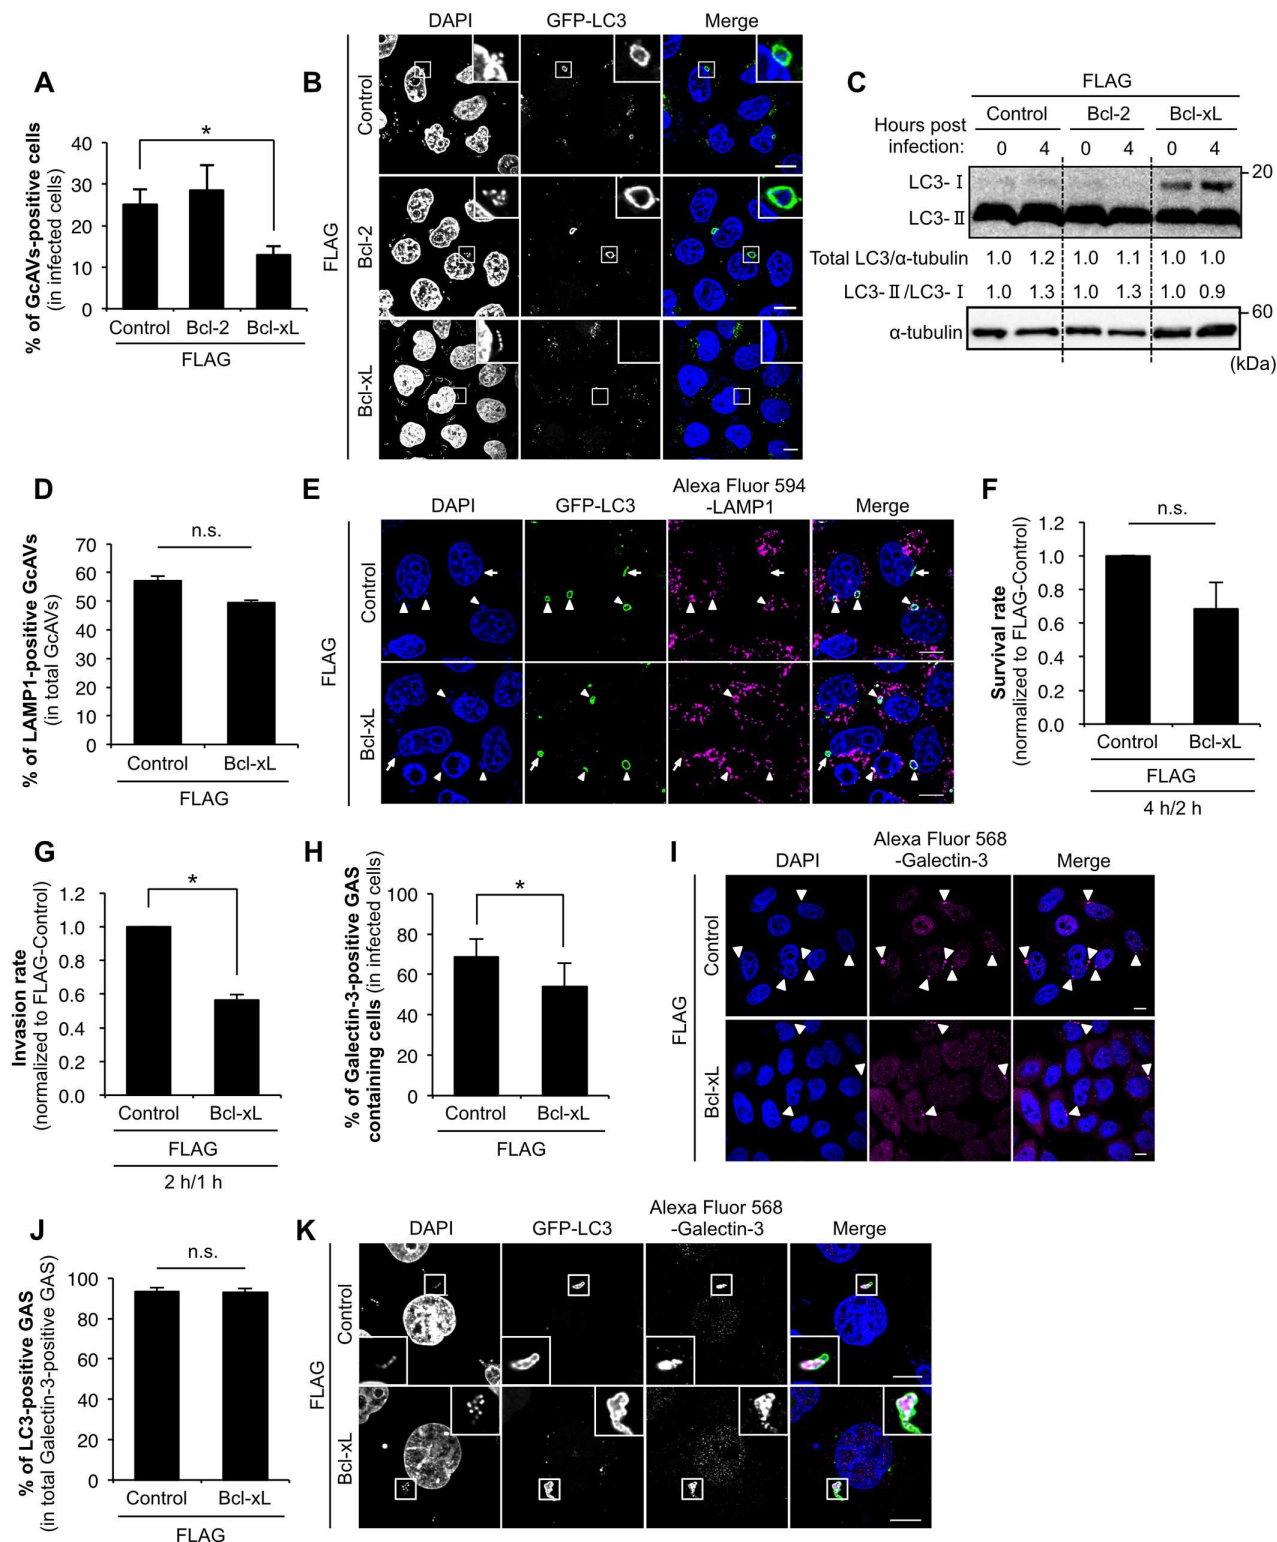 A
% of GcAVs-positive cells
(in infected cells)
40
30
20
10
0
*
Control Bcl-2 Bcl-xL
FLAG
B
DAPI GFP-LC3 Merge
FLAG
Control
Bcl-2
Bcl-xL
C
FLAG
Control Bcl-2 Bcl-xL
Hours post
infection: 0 4 0 4 0 4
LC3-Ⅰ
LC3-Ⅱ
20
Total LC3/α-tubulin 1.0 1.2 1.0 1.1 1.0 1.0
LC3-Ⅱ/LC3-Ⅰ 1.0 1.3 1.0 1.3 1.0 0.9
α-tubulin
60
(kDa)
D
% of LAMP1-positive GcAVs
(in total GcAVs)
70
60
50
40
30
20
10
0
n.s.
Control Bcl-xL
FLAG
E
DAPI GFP-LC3 Alexa Fluor 594
-LAMP1 Merge
FLAG
Control
Bcl-xL
F
Survival rate
(normalized to FLAG-Control)
1.2
1.0
0.8
0.6
0.4
0.2
0.0
n.s.
Control Bcl-xL
FLAG
4 h/2 h
G
Invasion rate
(normalized to FLAG-Control)
1.2
1.0
0.8
0.6
0.4
0.2
0.0
*
Control Bcl-xL
FLAG
2 h/1 h
H
% of Galectin-3-positive GAS
containing cells (in infected cells)
100
80
60
40
20
0
*
Control Bcl-xL
FLAG
I
DAPI Alexa Fluor 568
-Galectin-3 Merge
FLAG
Control
Bcl-xL
J
% of LC3-positive GAS
(in total Galectin-3-positive GAS)
100
80
60
40
20
0
n.s.
Control Bcl-xL
FLAG
K
DAPI GFP-LC3 Alexa Fluor 568
-Galectin-3 Merge
FLAG
Control
Bcl-xL